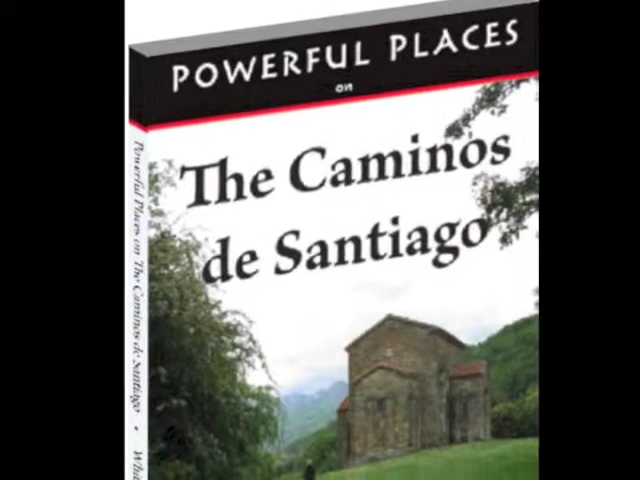 POWERFUL PLACES
on
The Caminos
de Santiago
Powerful Places on The Caminos de Santiago •